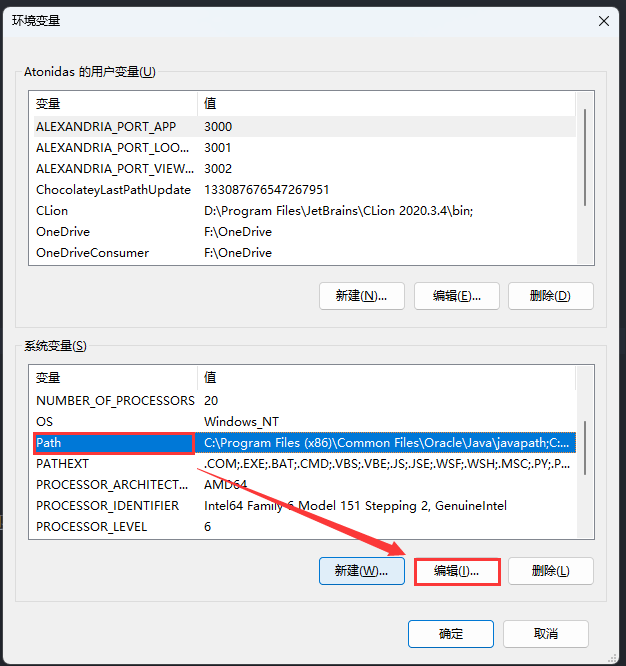 环境变量
Atonidas 的用户变量(U)
变量 值
ALEXANDRIA_PORT_APP 3000
ALEXANDRIA_PORT_LOO... 3001
ALEXANDRIA_PORT_VIEW... 3002
ChocolateyLastPathUpdate 133087676547267951
CLion D:\Program Files\JetBrains\CLion 2020.3.4\bin;
OneDrive F:\OneDrive
OneDriveConsumer F:\OneDrive
新建(N)... 编辑(E)... 删除(D)
系统变量(S)
变量 值
NUMBER_OF_PROCESSORS 20
OS Windows_NT
Path C:\Program Files (x86)\Common Files\Oracle\Java\javapath;C:...
PATHEXT .COM;.EXE;.BAT;.CMD;.VBS;.VBE;.JS;.JSE;.WSF;.WSH;.MSC;.PY;.P...
PROCESSOR_ARCHITECT... AMD64
PROCESSOR_IDENTIFIER Intel64 Family 6 Model 151 Stepping 2, GenuineIntel
PROCESSOR_LEVEL 6
新建(W)... 编辑(I)... 删除(L)
确定 取消